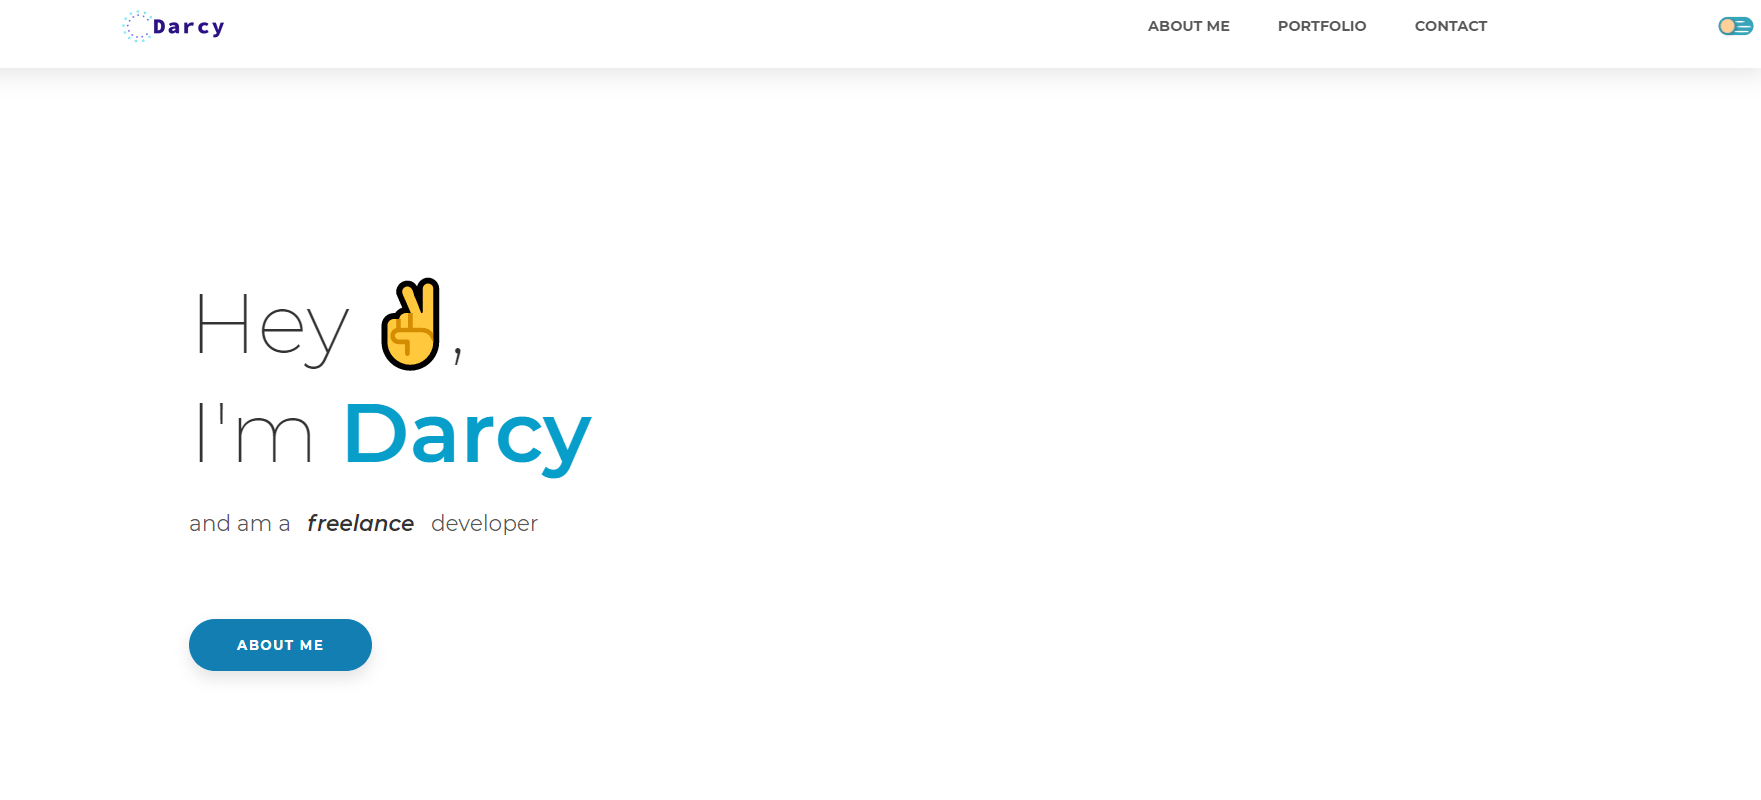 Darcy
ABOUT ME PORTFOLIO CONTACT
Hey ✌,
I'm Darcy
and am a freelance developer
ABOUT ME